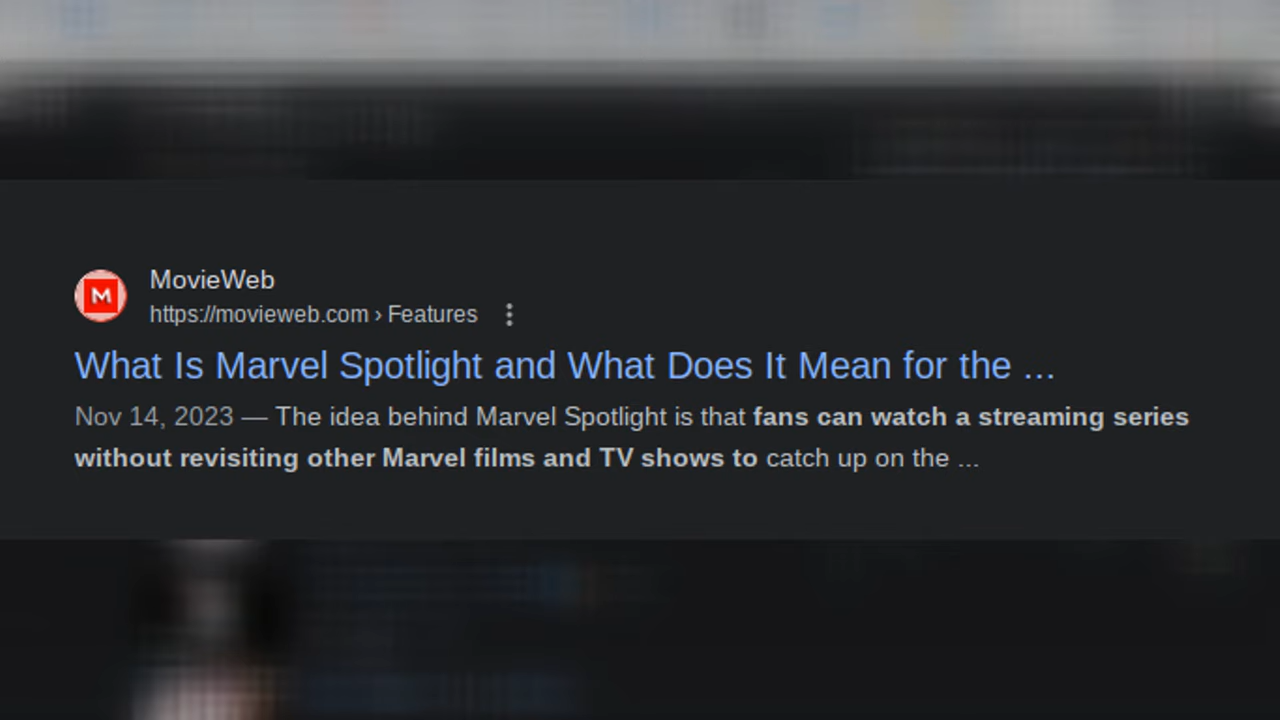 M
MovieWeb
https://movieweb.com › Features
What Is Marvel Spotlight and What Does It Mean for the ...
Nov 14, 2023 — The idea behind Marvel Spotlight is that fans can watch a streaming series
without revisiting other Marvel films and TV shows to catch up on the ...